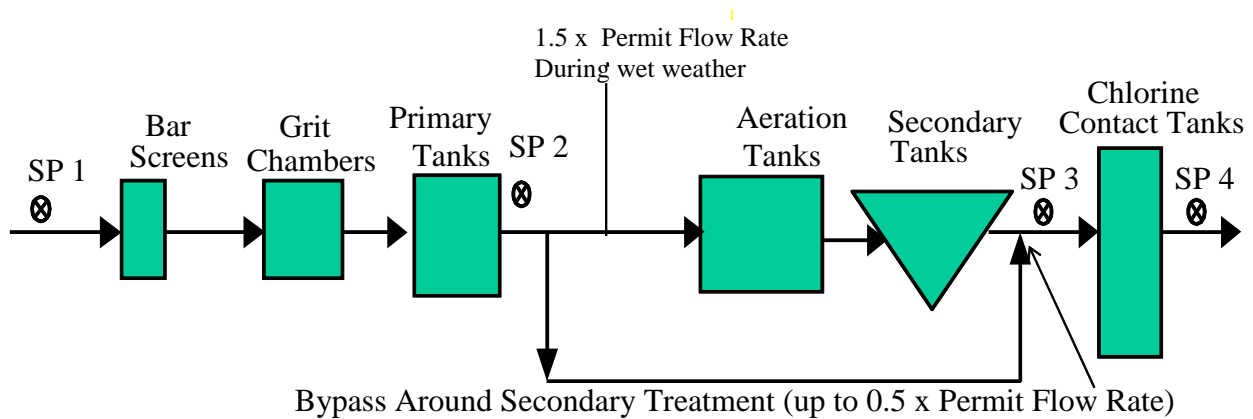 1.5 x Permit Flow Rate
During wet weather
Bar
Screens
Grit
Chambers
Primary
Tanks
Aeration
Tanks
Secondary
Tanks
Chlorine
Contact Tanks
SP 1
SP 2
SP 3
SP 4
Bypass Around Secondary Treatment (up to 0.5 x Permit Flow Rate)